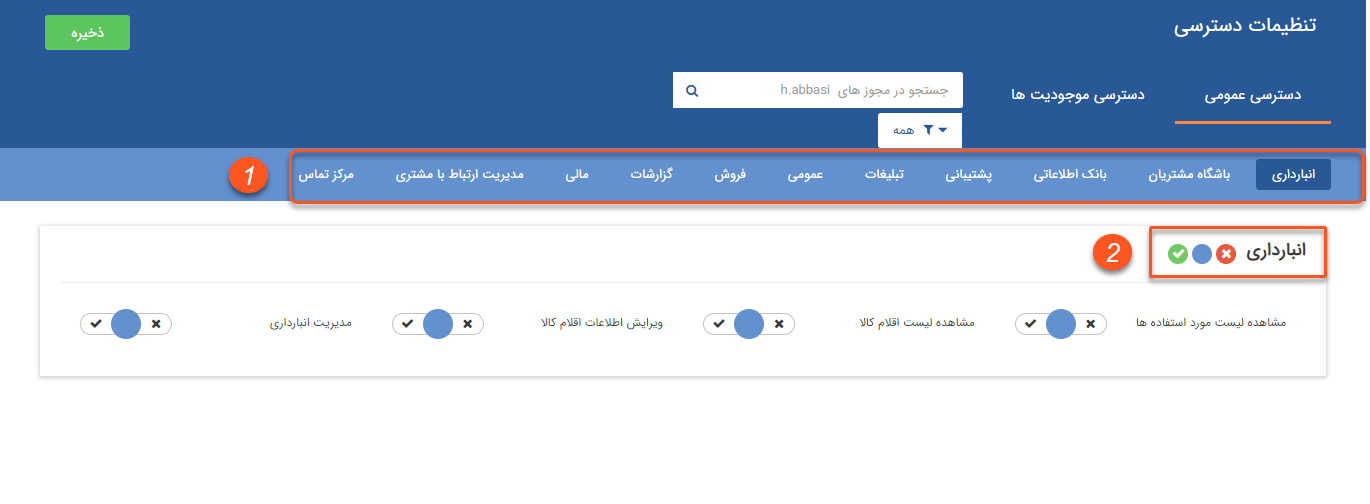 تنظیمات دسترسی
ذخیره
دسترسی عمومی
دسترسی موجودیت ها
جستجو در مجوز های h.abbasi
همه
انبارداری باشگاه مشتریان بانک اطلاعاتی پشتیبانی تبلیغات عمومی فروش گزارشات مالی مدیریت ارتباط با مشتری مرکز تماس
1
انبارداری
2
مشاهده لیست مورد استفاده ها
مشاهده لیست اقلام کالا
ویرایش اطلاعات اقلام کالا
مدیریت انبارداری